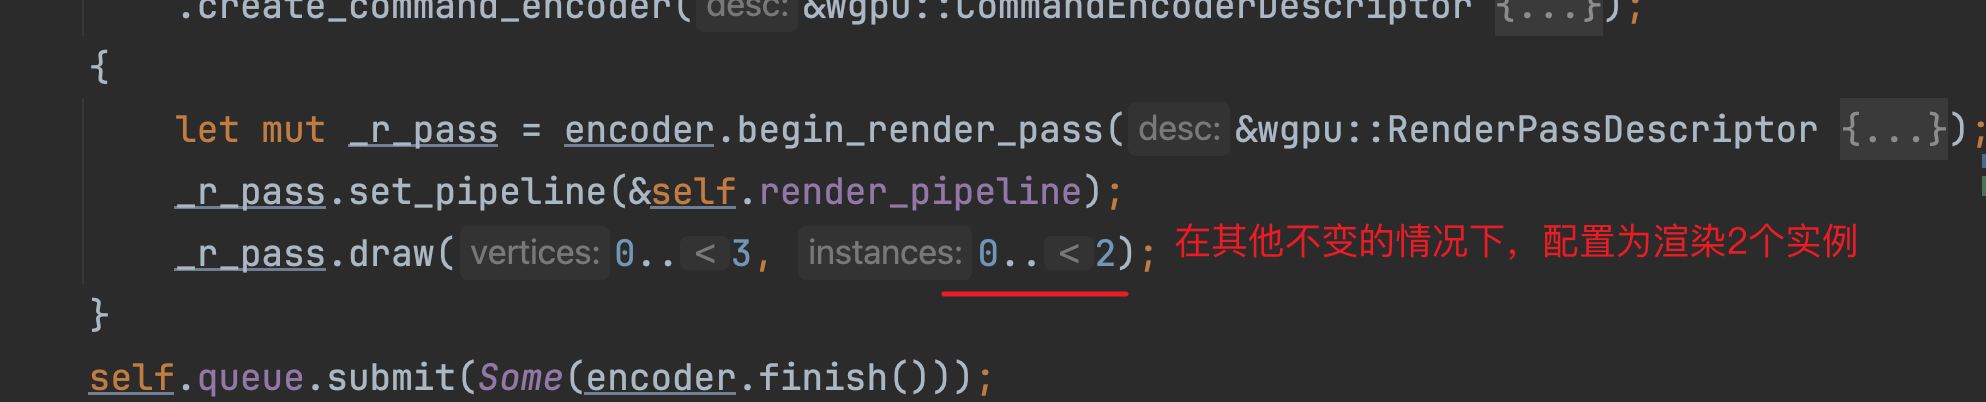 .create_command_encoder( desc: &wgpu::CommandEncoderDescriptor {...});
{
let mut _r_pass = encoder.begin_render_pass( desc: &wgpu::RenderPassDescriptor {...});
_r_pass.set_pipeline(&self.render_pipeline);
_r_pass.draw( vertices: 0.. < 3, instances: 0.. < 2); 在其他不变的情况下，配置为渲染2个实例
}
self.queue.submit(Some(encoder.finish()));